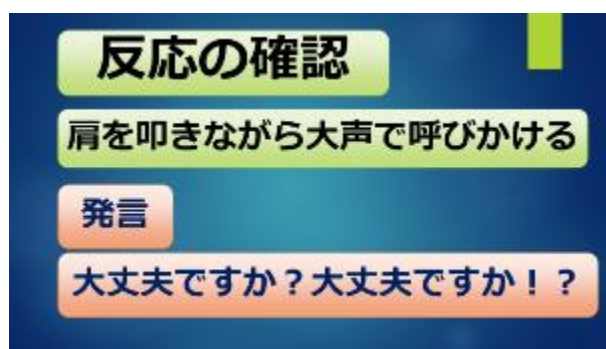 反応の確認
肩を叩きながら大声で呼びかける
発言
大丈夫ですか？大丈夫ですか！？